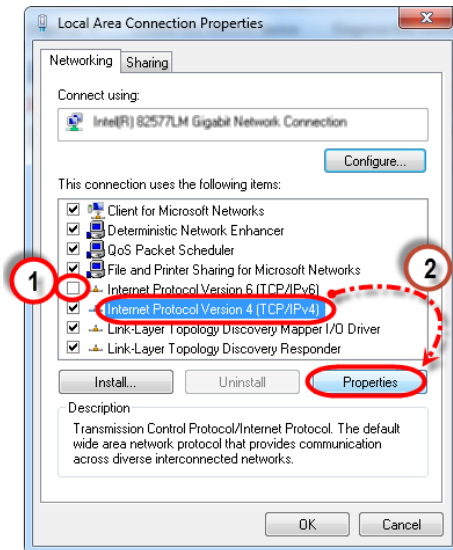 Local Area Connection Properties
Networking
Sharing
Connect using:
Intel(R) 82577LM Gigabit Network Connection
Configure...
This connection uses the following items:
Client for Microsoft Networks
Deterministic Network Enhancer
QoS Packet Scheduler
File and Printer Sharing for Microsoft Networks
2
1
Internet Protocol Version 6 (TCP/IPv6)
Internet Protocol Version 4 (TCP/IPv4)
Link-Layer Topology Discovery Mapper I/O Driver
Link-Layer Topology Discovery Responder
Install...
Uninstall
Properties
Description
Transmission Control Protocol/Internet Protocol. The default
wide area network protocol that provides communication
across diverse interconnected networks.
OK
Cancel